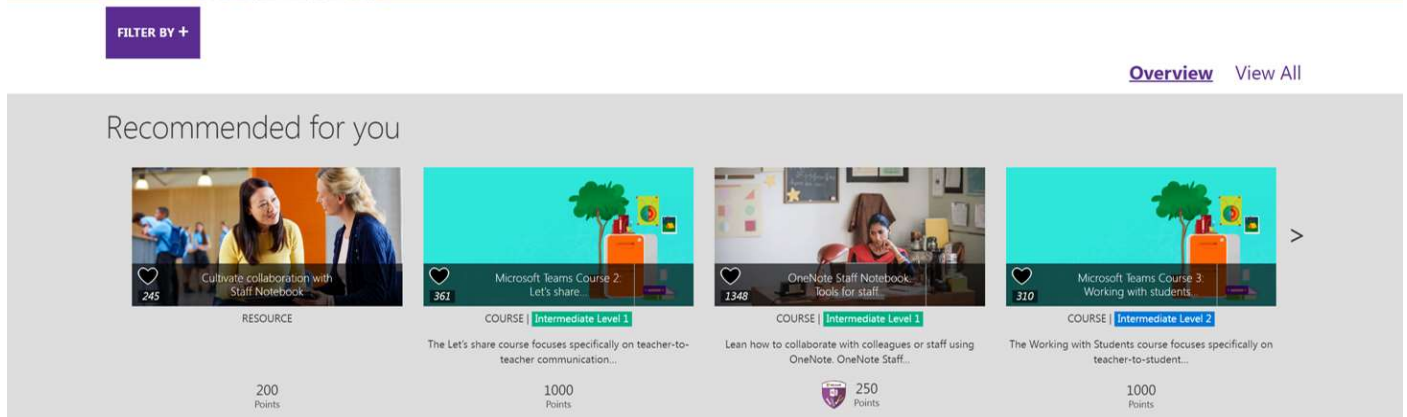 FILTER BY +
Overview View All
Recommended for you
Cultivate collaboration with
Staff Notebook
245
RESOURCE
200
Points
Microsoft Teams Course 2:
Let's share...
361
COURSE | Intermediate Level 1
The Let's share course focuses specifically on teacher-to-
teacher communication...
1000
Points
OneNote Staff Notebook:
Tools for staff...
1348
COURSE | Intermediate Level 1
Lean how to collaborate with colleagues or staff using
OneNote. OneNote Staff...
250
Points
Microsoft Teams Course 3:
Working with students...
310
COURSE | Intermediate Level 2
The Working with Students course focuses specifically on
teacher-to-student...
1000
Points
>